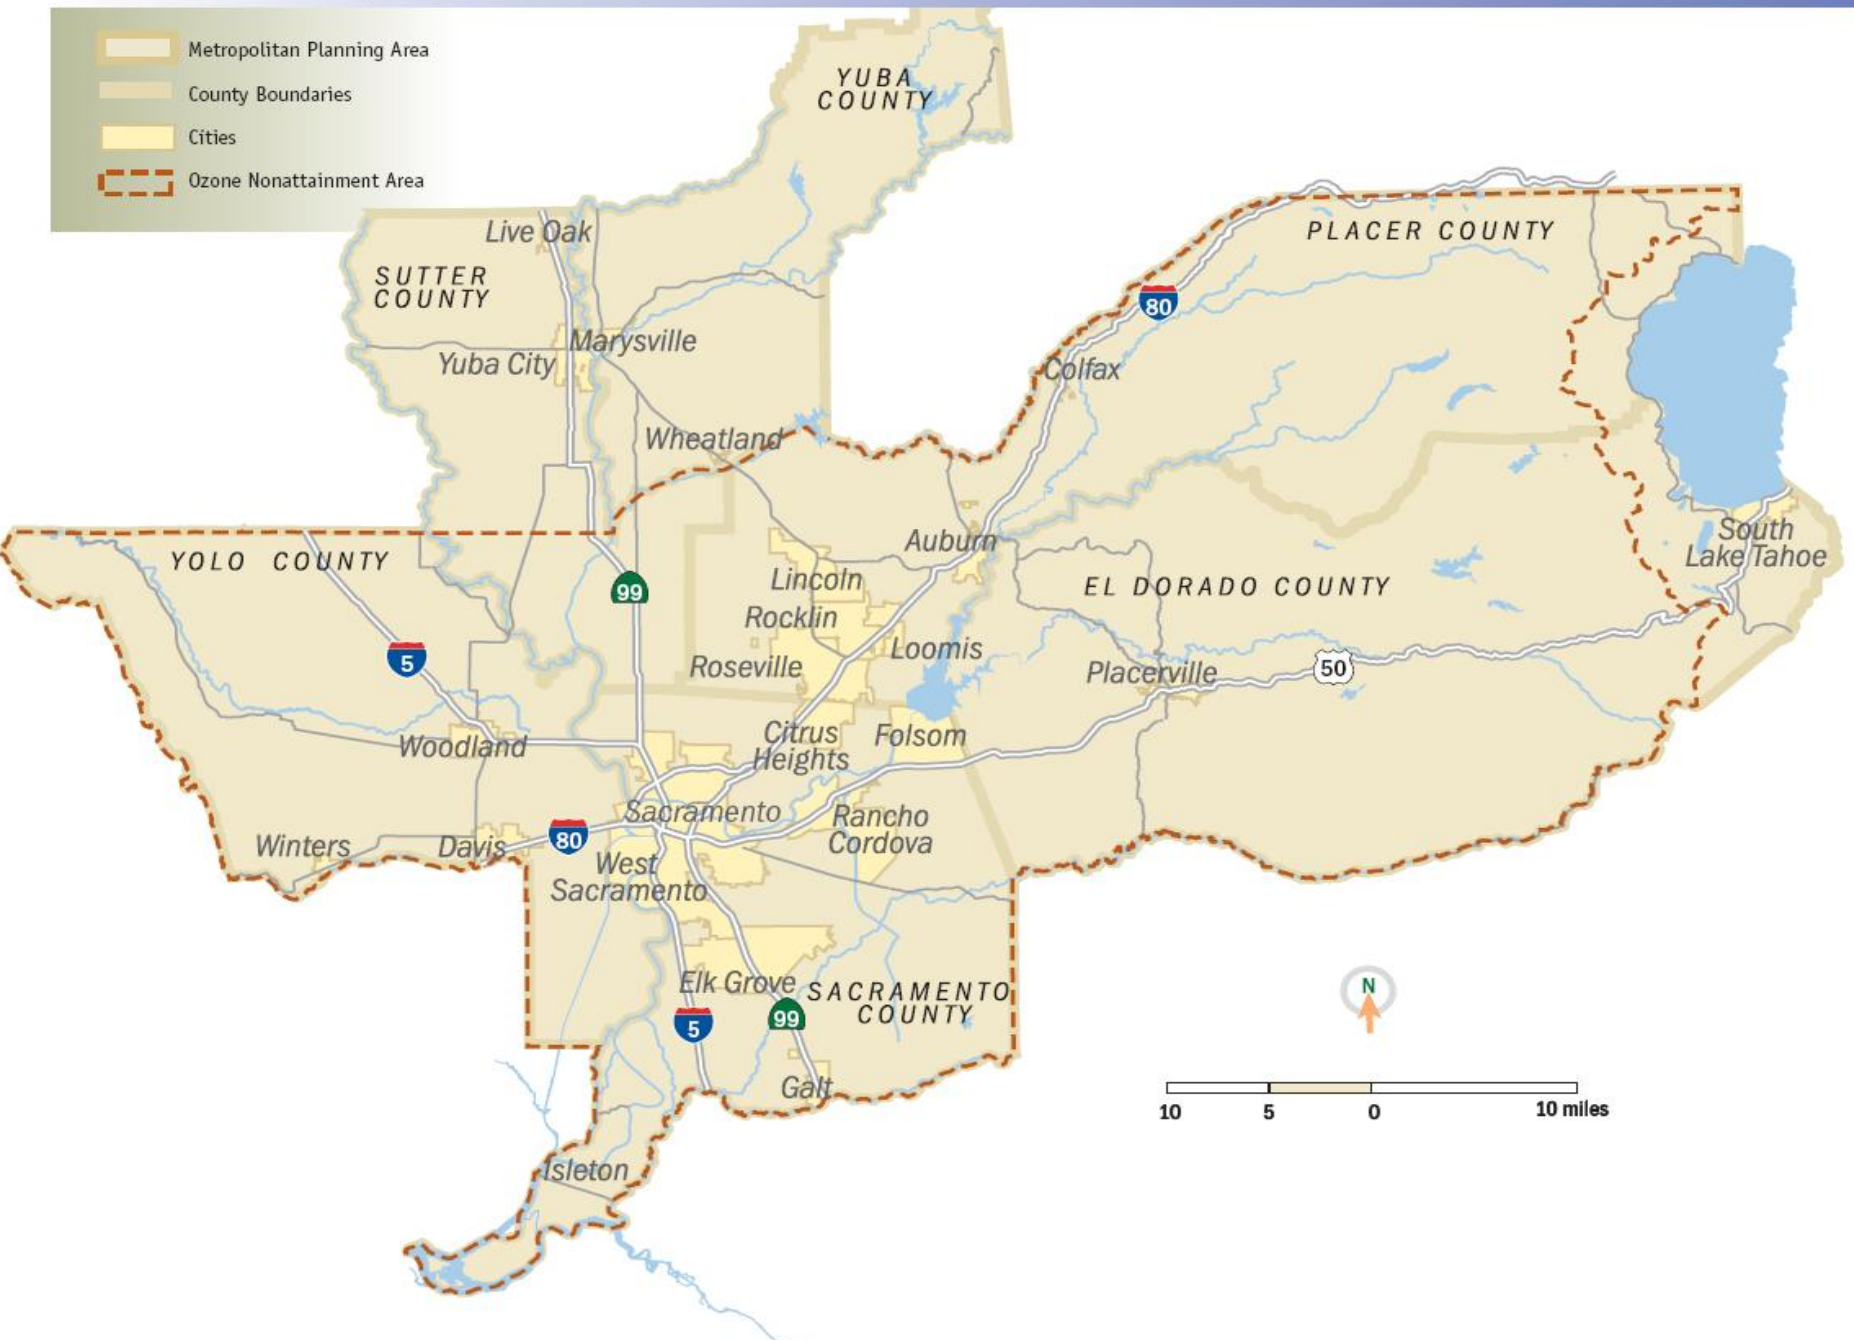 Metropolitan Planning Area
County Boundaries
Cities
Ozone Nonattainment Area
YUBA
COUNTY
Live Oak
SUTTER
COUNTY
PLACER COUNTY
80
Marysville
Yuba City
Colfax
Wheatland
YOLO COUNTY
Auburn
South
Lake Tahoe
99
Lincoln
EL DORADO COUNTY
Rocklin
5
Roseville
Loomis
Placerville
50
Woodland
Citrus
Heights
Folsom
Sacramento
Rancho
Cordova
Winters
Davis
80
West
Sacramento
Elk Grove
SACRAMENTO
COUNTY
5
99
N
Galt
10
5
0
10 miles
Isleton